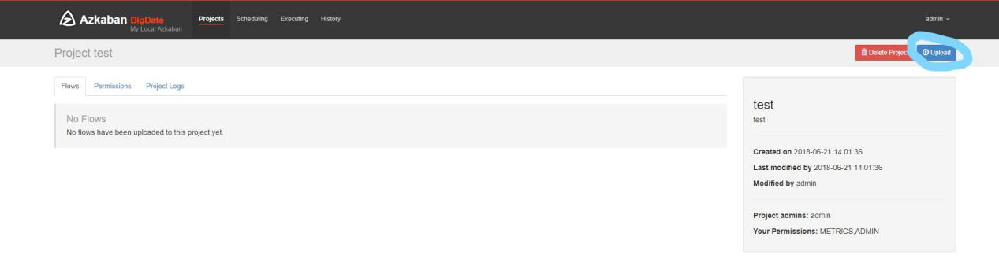 Azkaban BigData
My Local Azkaban
Projects Scheduling Executing History
admin
Project test
Delete Project Upload
Flows Permissions Project Logs
No Flows
No flows have been uploaded to this project yet.
test
test
Created on 2018-06-21 14:01:36
Last modified by 2018-06-21 14:01:36
Modified by admin
Project admins: admin
Your Permissions: METRICS,ADMIN